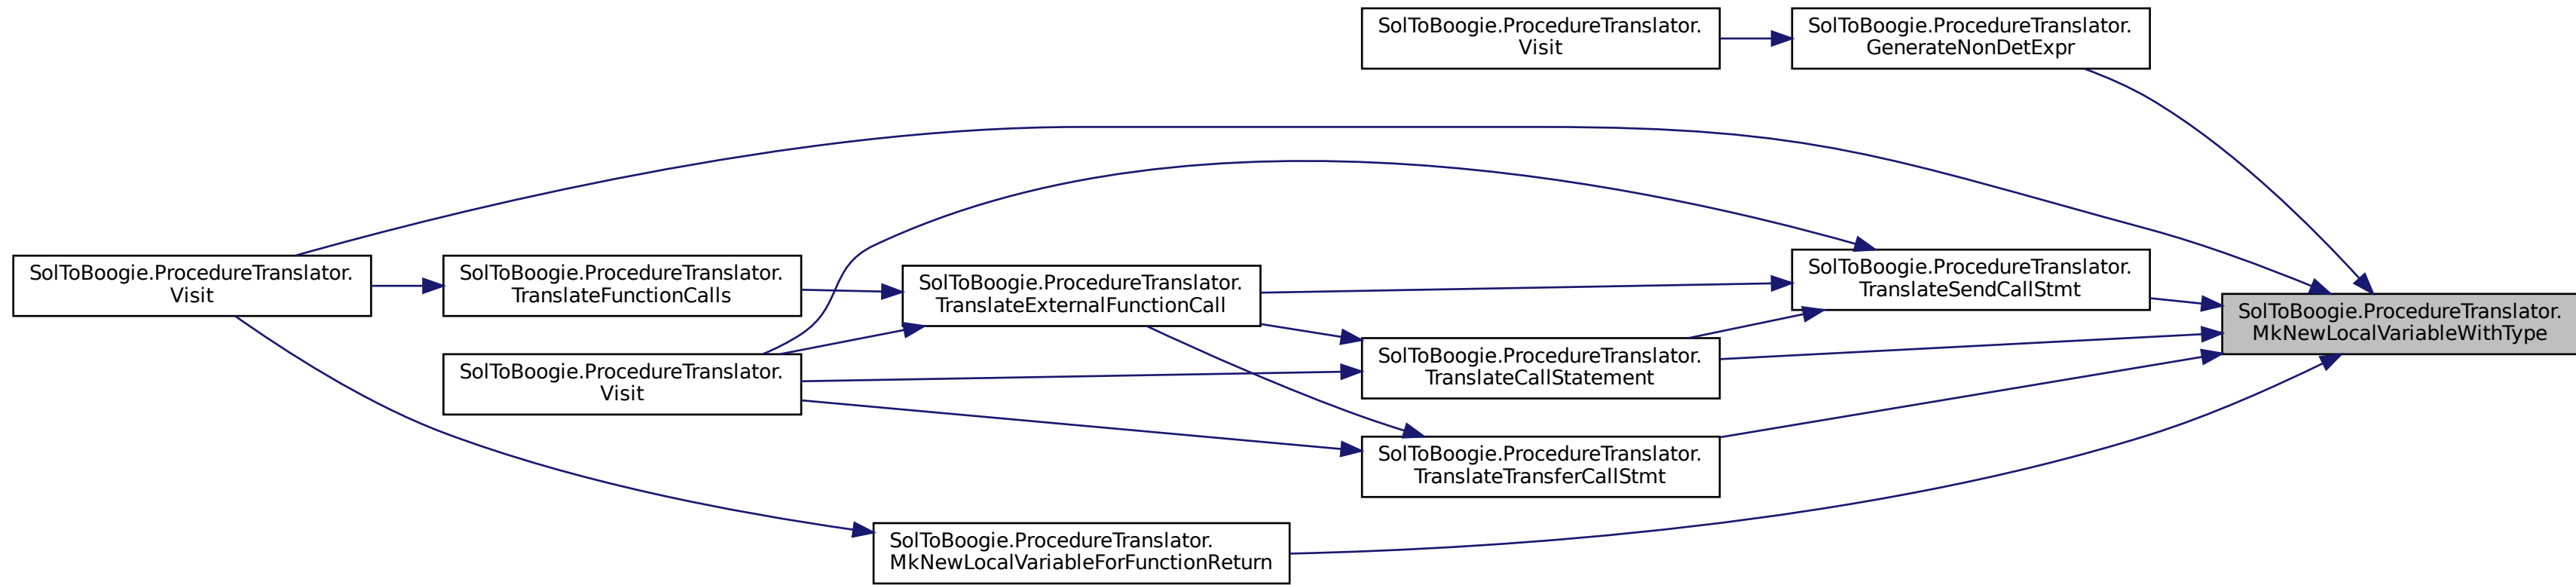 SolToBoogie.ProcedureTranslator.
Visit
SolToBoogie.ProcedureTranslator.
GenerateNonDetExpr
SolToBoogie.ProcedureTranslator.
Visit
SolToBoogie.ProcedureTranslator.
TranslateFunctionCalls
SolToBoogie.ProcedureTranslator.
TranslateExternalFunctionCall
SolToBoogie.ProcedureTranslator.
TranslateSendCallStmt
SolToBoogie.ProcedureTranslator.
MkNewLocalVariableWithType
SolToBoogie.ProcedureTranslator.
Visit
SolToBoogie.ProcedureTranslator.
TranslateCallStatement
SolToBoogie.ProcedureTranslator.
TranslateTransferCallStmt
SolToBoogie.ProcedureTranslator.
MkNewLocalVariableForFunctionReturn